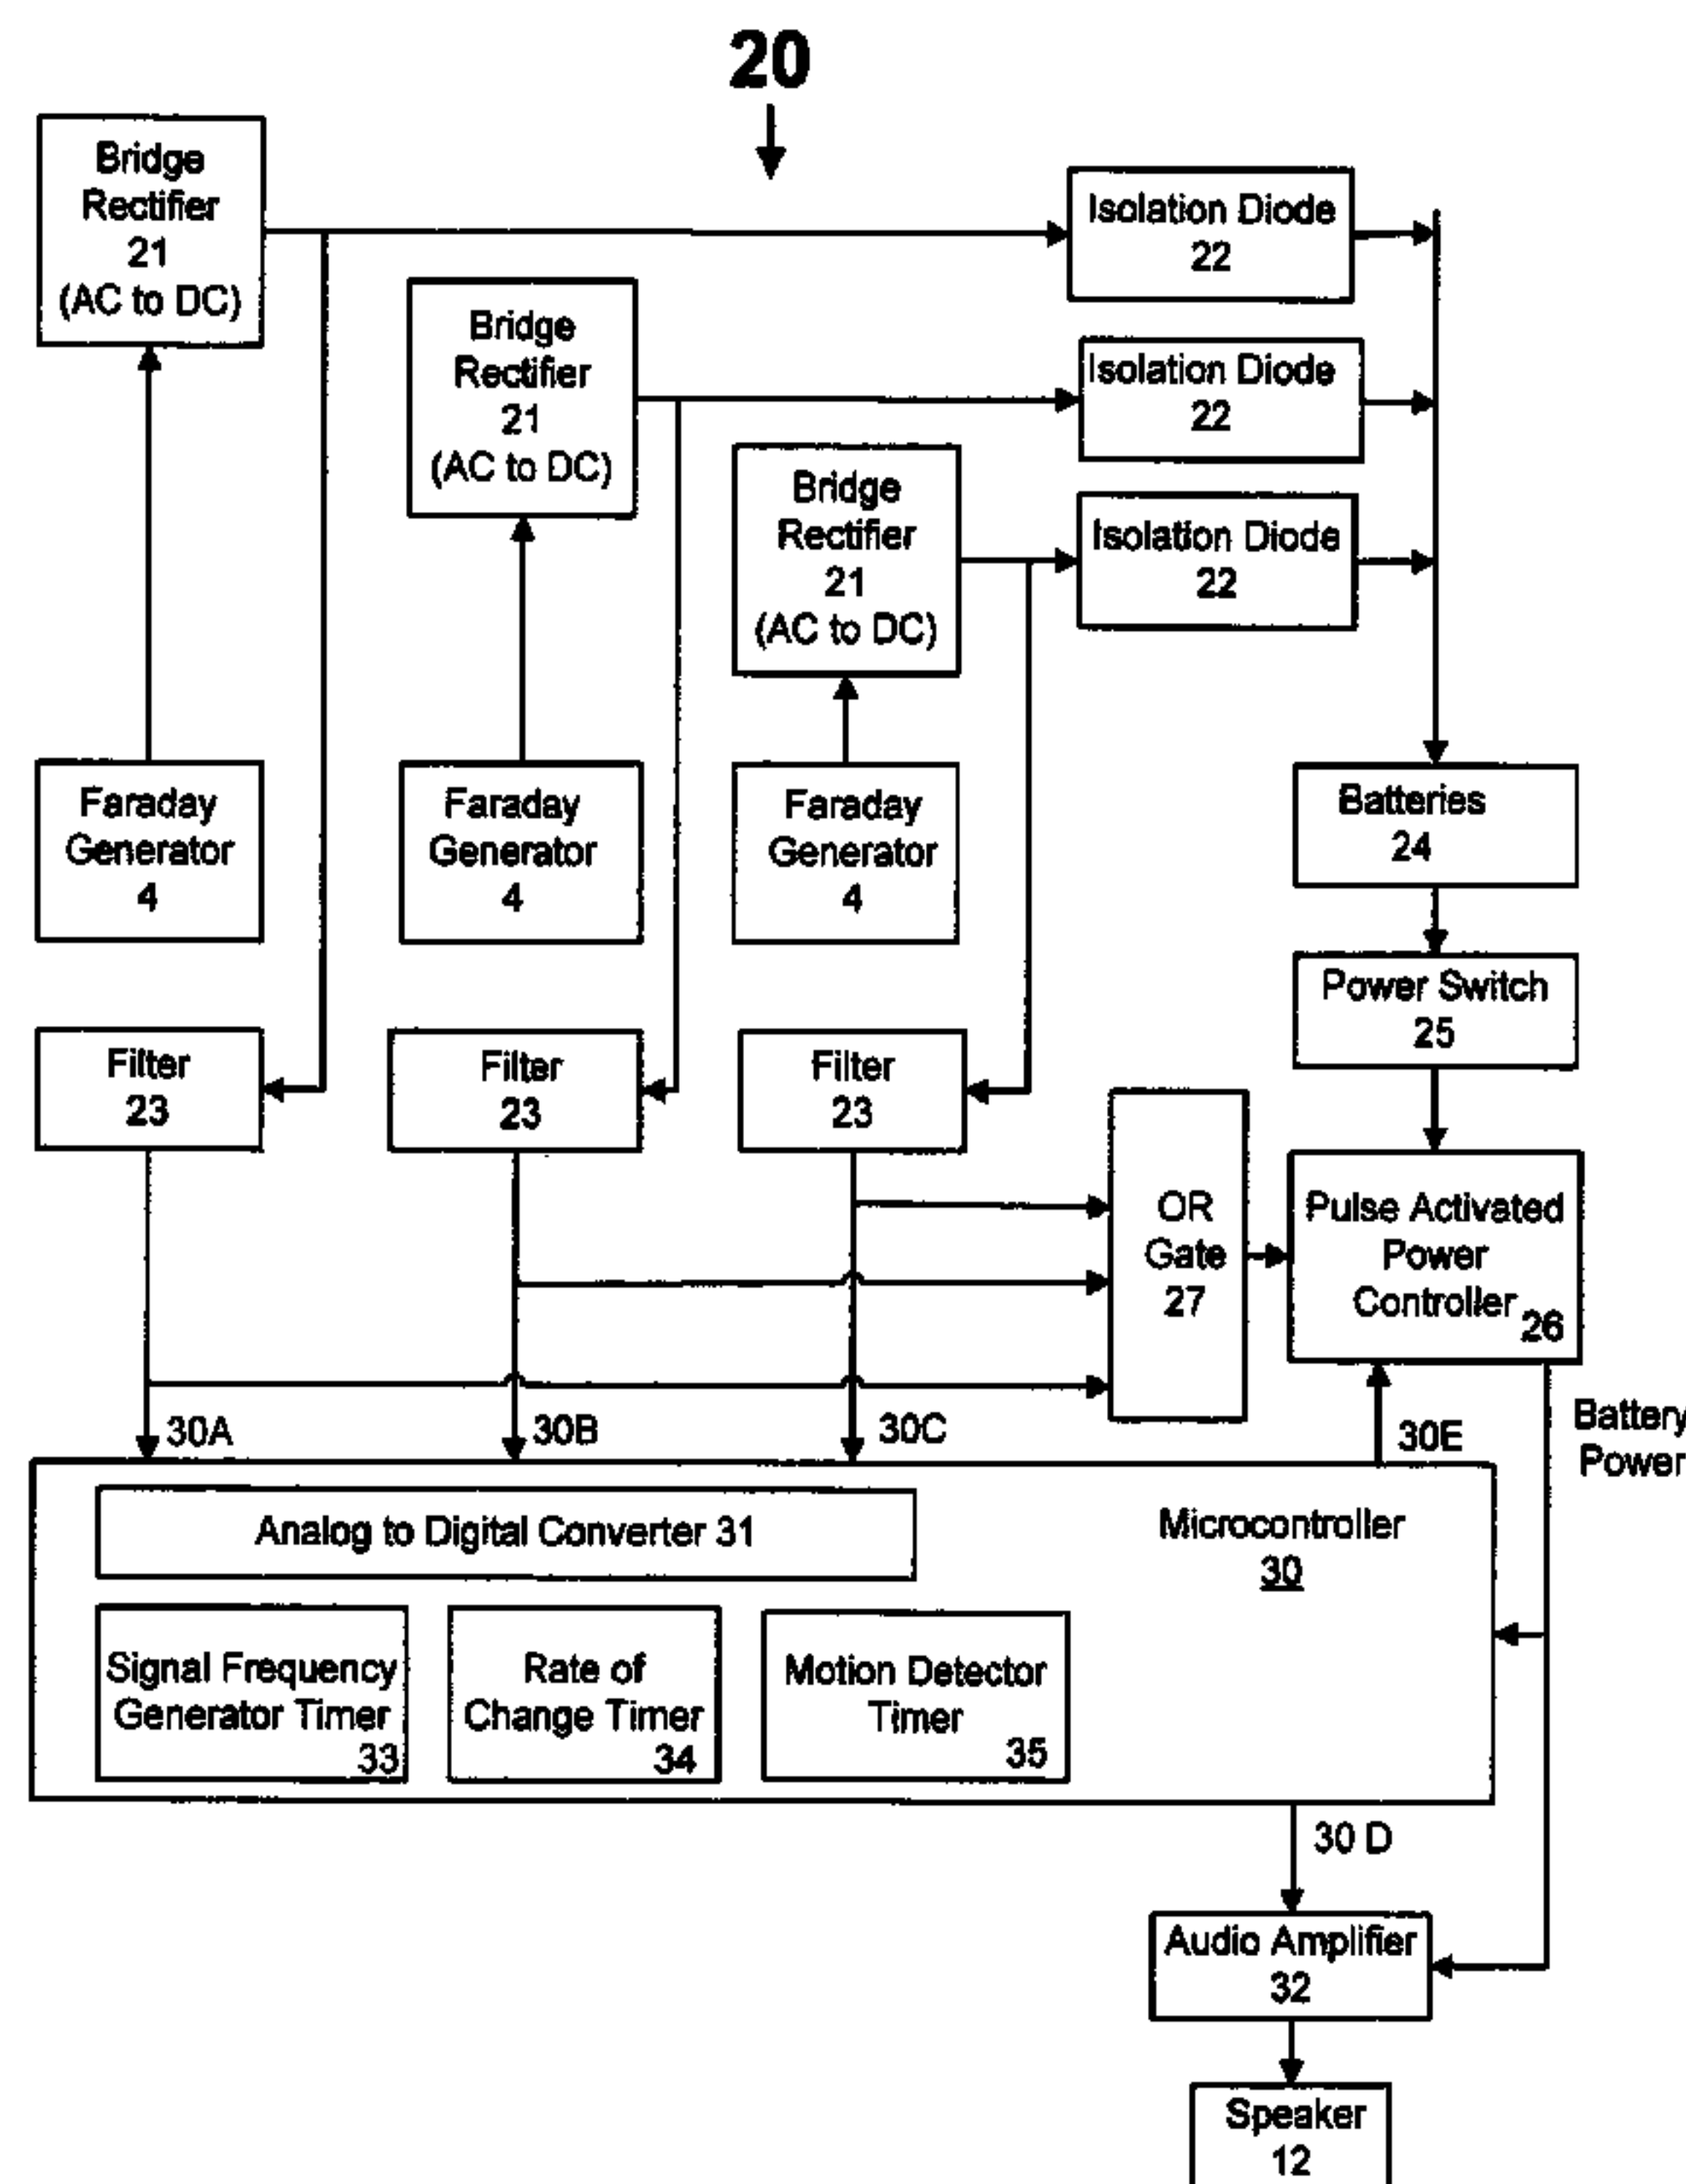 20
Bridge
Rectifier
21
(AC to DC)
Isolation Diode
22
Bridge
Rectifier
21
(AC to DC)
Isolation Diode
22
Bridge
Rectifier
21
(AC to DC)
Isolation Diode
22
Faraday
Generator
4
Faraday
Generator
4
Faraday
Generator
4
Batteries
24
Power Switch
25
Filter
23
Filter
23
Filter
23
OR
Gate
27
Pulse Activated
Power
Controller
26
30A
30B
30C
30E
Battery
Power
Analog to Digital Converter 31
Microcontroller
30
Signal Frequency
Generator Timer
33
Rate of
Change Timer
34
Motion Detector
Timer
35
30 D
Audio Amplifier
32
Speaker
12